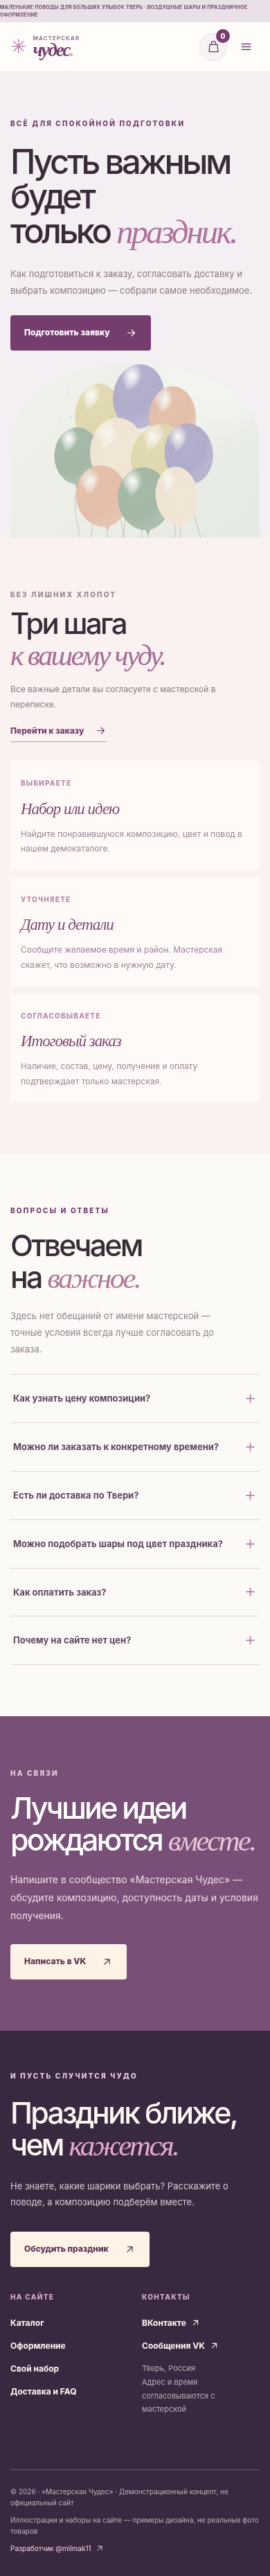 МАЛЕНЬКИЕ ПОВОДЫ ДЛЯ БОЛЬШИХ УЛЫБОК ТВЕРЬ · ВОЗДУШНЫЕ ШАРЫ И ПРАЗДНИЧНОЕ
ОФОРМЛЕНИЕ
МАСТЕРСКАЯ
чудес.
0
ВСЁ ДЛЯ СПОКОЙНОЙ ПОДГОТОВКИ
Пусть важным
будет
только праздник.
Как подготовиться к заказу, согласовать доставку и
выбрать композицию — собрали самое необходимое.
Подготовить заявку
БЕЗ ЛИШНИХ ХЛОПОТ
Три шага
к вашему чуду.
Все важные детали вы согласуете с мастерской в
переписке.
Перейти к заказу
ВЫБИРАЕТЕ
Набор или идею
Найдите понравившуюся композицию, цвет и повод в
нашем демокаталоге.
УТОЧНЯЕТЕ
Дату и детали
Сообщите желаемое время и район. Мастерская
скажет, что возможно в нужную дату.
СОГЛАСОВЫВАЕТЕ
Итоговый заказ
Наличие, состав, цену, получение и оплату
подтверждает только мастерская.
ВОПРОСЫ И ОТВЕТЫ
Отвечаем
на важное.
Здесь нет обещаний от имени мастерской —
точные условия всегда лучше согласовать до
заказа.
Как узнать цену композиции?
Можно ли заказать к конкретному времени?
Есть ли доставка по Твери?
Можно подобрать шары под цвет праздника?
Как оплатить заказ?
Почему на сайте нет цен?
НА СВЯЗИ
Лучшие идеи
рождаются вместе.
Напишите в сообщество «Мастерская Чудес» —
обсудите композицию, доступность даты и условия
получения.
Написать в VK
И ПУСТЬ СЛУЧИТСЯ ЧУДО
Праздник ближе,
чем кажется.
Не знаете, какие шарики выбрать? Расскажите о
поводе, а композицию подберём вместе.
Обсудить праздник
НА САЙТЕ
Каталог
Оформление
Свой набор
Доставка и FAQ
КОНТАКТЫ
ВКонтакте
Сообщения VK
Тверь, Россия
Адрес и время
согласовываются с
мастерской
© 2026 · «Мастерская Чудес» · Демонстрационный концепт, не
официальный сайт
Иллюстрации и наборы на сайте — примеры дизайна, не реальные фото
товаров
Разработчик @milmak11